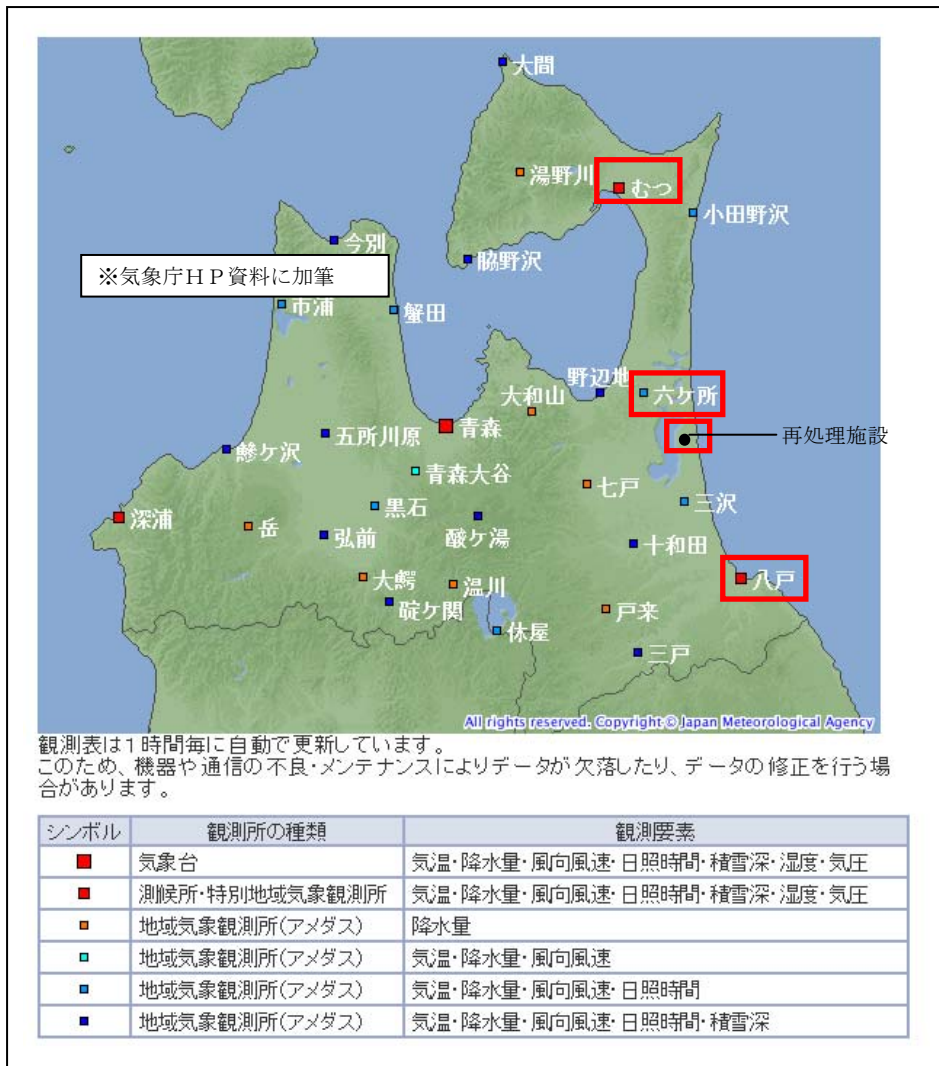 大間
湯野川
むつ
小田野沢
今別
脇野沢
※気象庁HP資料に加筆
市浦
蟹田
野辺地
六ケ所
大和山
青森
五所川原
再処理施設
鰺ケ沢
青森大谷
七戸
三沢
黒石
深浦
岳
弘前
酸ケ湯
十和田
八戸
大鰐
温川
碇ケ関
戸来
休屋
三戸
All rights reserved. Copyright © Japan Meteorological Agency
観測表は1時間毎に自動で更新しています。
このため、機器や通信の不良・メンテナンスによりデータが欠落したり、データの修正を行う場
合があります。
シンボル 観測所の種類 観測要素
気象台 気温・降水量・風向風速・日照時間・積雪深・湿度・気圧
測候所・特別地域気象観測所 気温・降水量・風向風速・日照時間・積雪深・湿度・気圧
地域気象観測所(アメダス) 降水量
地域気象観測所(アメダス) 気温・降水量・風向風速
地域気象観測所(アメダス) 気温・降水量・風向風速・日照時間
地域気象観測所(アメダス) 気温・降水量・風向風速・日照時間・積雪深